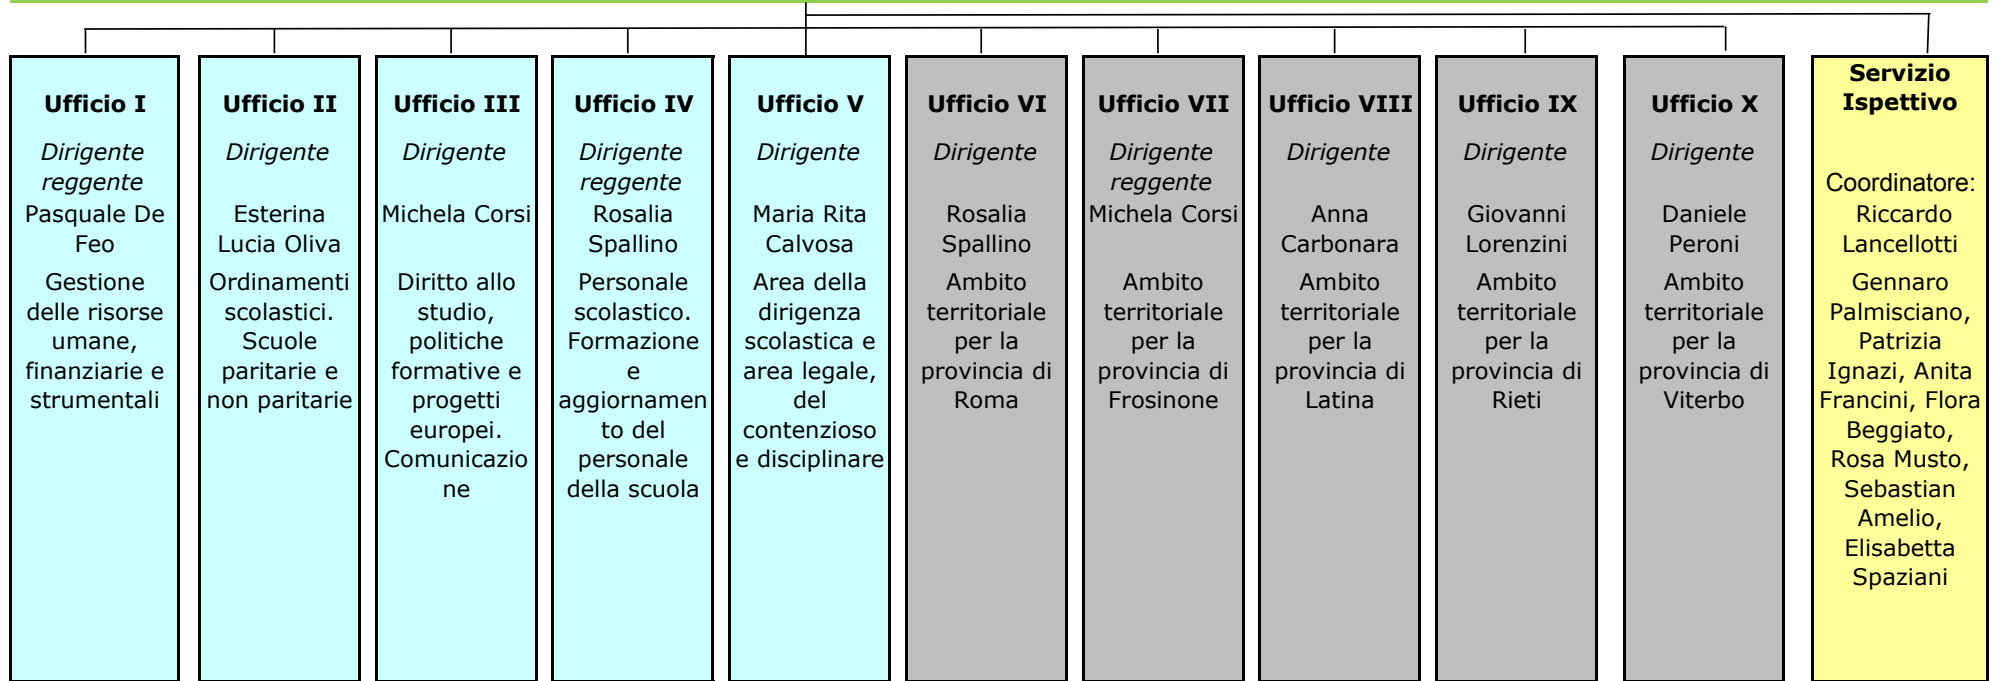 Ufficio I
Dirigente
reggente
Pasquale De
Feo
Gestione
delle risorse
umane,
finanziarie e
strumentali
Ufficio II
Dirigente
Esterina
Lucia Oliva
Ordinamenti
scolastici.
Scuole
paritarie e
non paritarie
Ufficio III
Dirigente
Michela Corsi
Diritto allo
studio,
politiche
formative e
progetti
europei.
Comunicazio
ne
Ufficio IV
Dirigente
reggente
Rosalia
Spallino
Personale
scolastico.
Formazione
e
aggiornamen
to del
personale
della scuola
Ufficio V
Dirigente
Maria Rita
Calvosa
Area della
dirigenza
scolastica e
area legale,
del
contenzioso
e disciplinare
Ufficio VI
Dirigente
Rosalia
Spallino
Ambito
territoriale
per la
provincia di
Roma
Ufficio VII
Dirigente
reggente
Michela Corsi
Ambito
territoriale
per la
provincia di
Frosinone
Ufficio VIII
Dirigente
Anna
Carbonara
Ambito
territoriale
per la
provincia di
Latina
Ufficio IX
Dirigente
Giovanni
Lorenzini
Ambito
territoriale
per la
provincia di
Rieti
Ufficio X
Dirigente
Daniele
Peroni
Ambito
territoriale
per la
provincia di
Viterbo
Servizio
Ispettivo
Coordinatore:
Riccardo
Lancellotti
Gennaro
Palmisciano,
Patrizia
Ignazi, Anita
Francini, Flora
Beggiato,
Rosa Musto,
Sebastian
Amelio,
Elisabetta
Spaziani